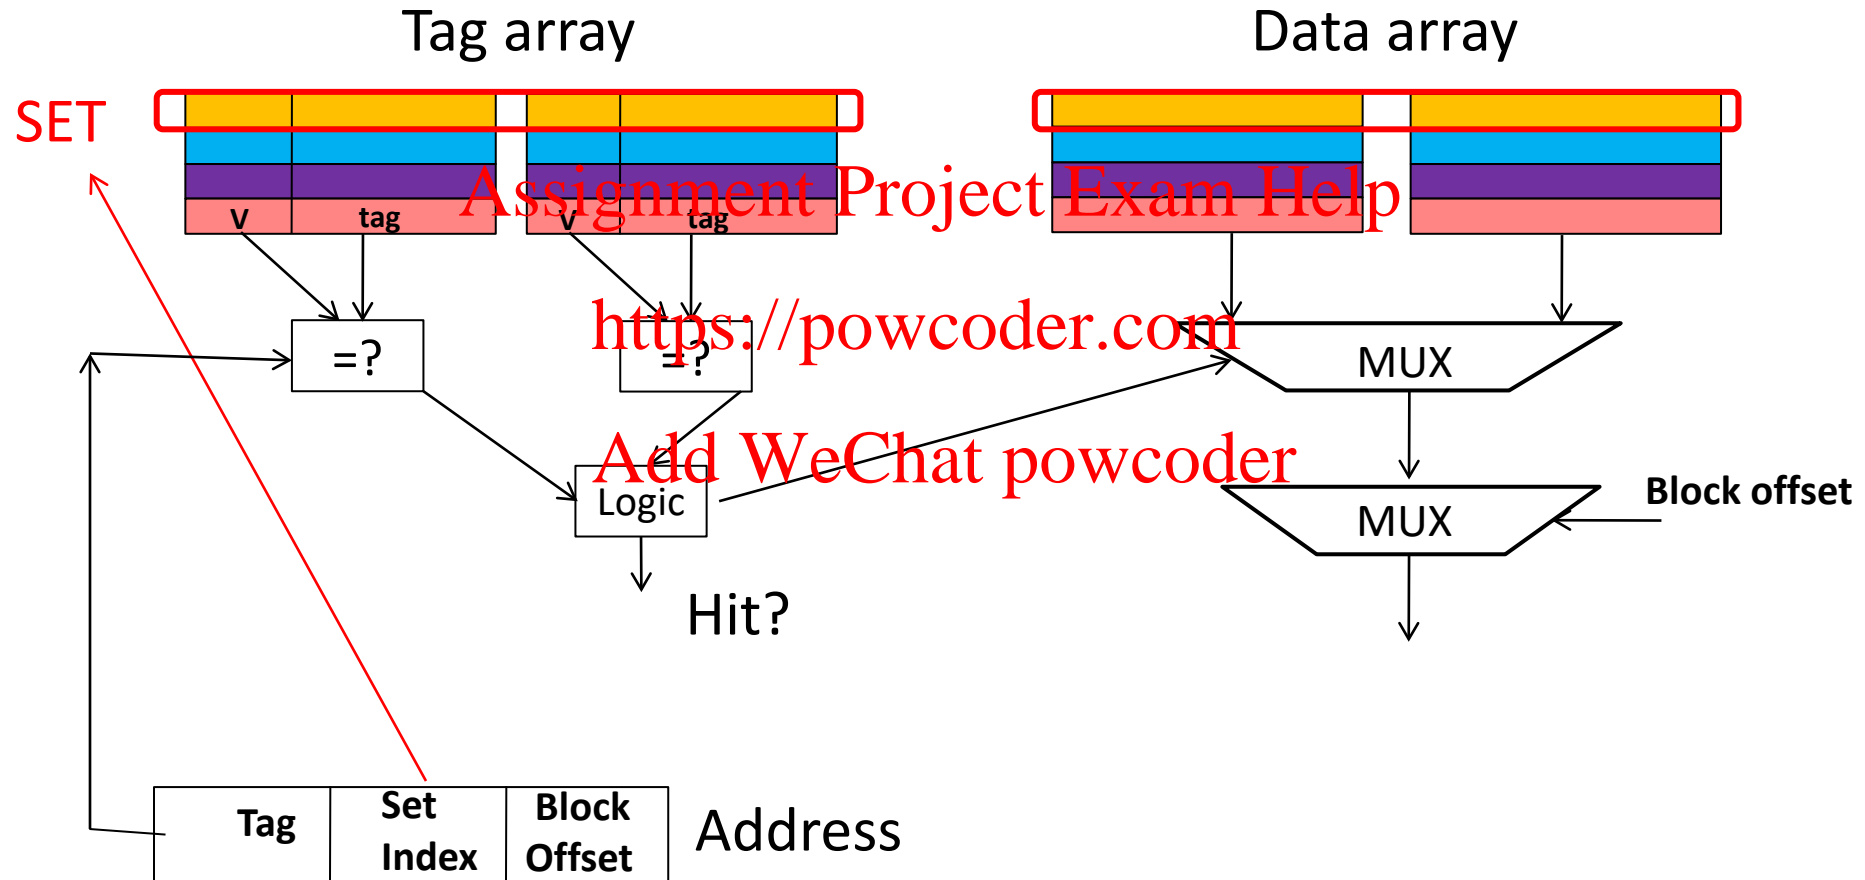 Tag array
Data array
SET
Assignment Project Exam Help
V tag V tag
https://powcoder.com
=? =?
MUX
Add WeChat powcoder
Logic
Block offset
MUX
Hit?
Tag
Set
Index
Block
Offset
Address